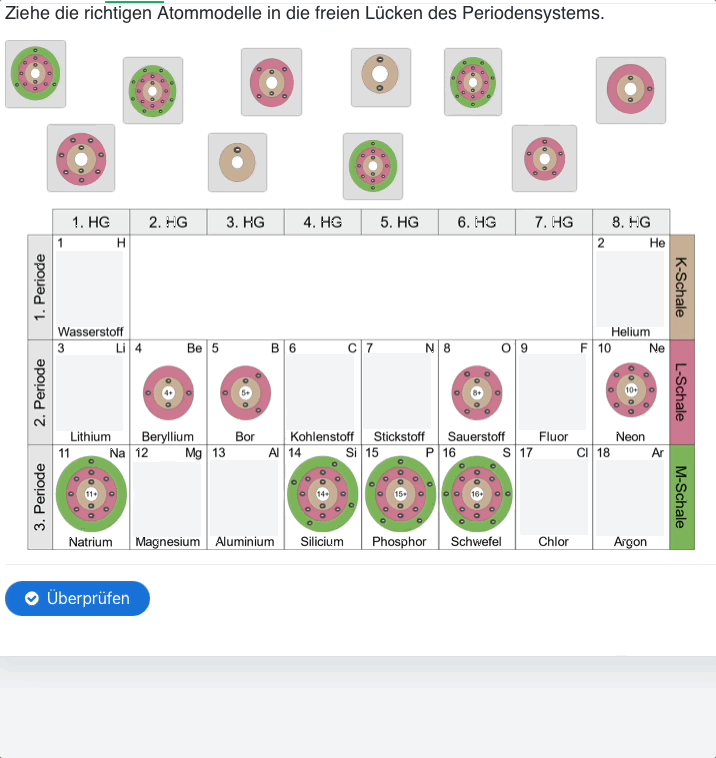 Ziehe die richtigen Atommodelle in die freien Lücken des Periodensystems.
1. HG 2. HG 3. HG 4. HG 5. HG 6. HG 7. HG 8. HG
1 H 2 He
1. Periode
K-Schale
Wasserstoff Helium
3 Li 4 Be 5 B 6 C 7 N 8 O 9 F 10 Ne
2. Periode
4+ 5+ 8+ 10+
L-Schale
Lithium Beryllium Bor Kohlenstoff Stickstoff Sauerstoff Fluor Neon
11 Na 12 Mg 13 Al 14 Si 15 P 16 S 17 Cl 18 Ar
3. Periode
11+ 14+ 15+ 16+
M-Schale
Natrium Magnesium Aluminium Silicium Phosphor Schwefel Chlor Argon
Überprüfen